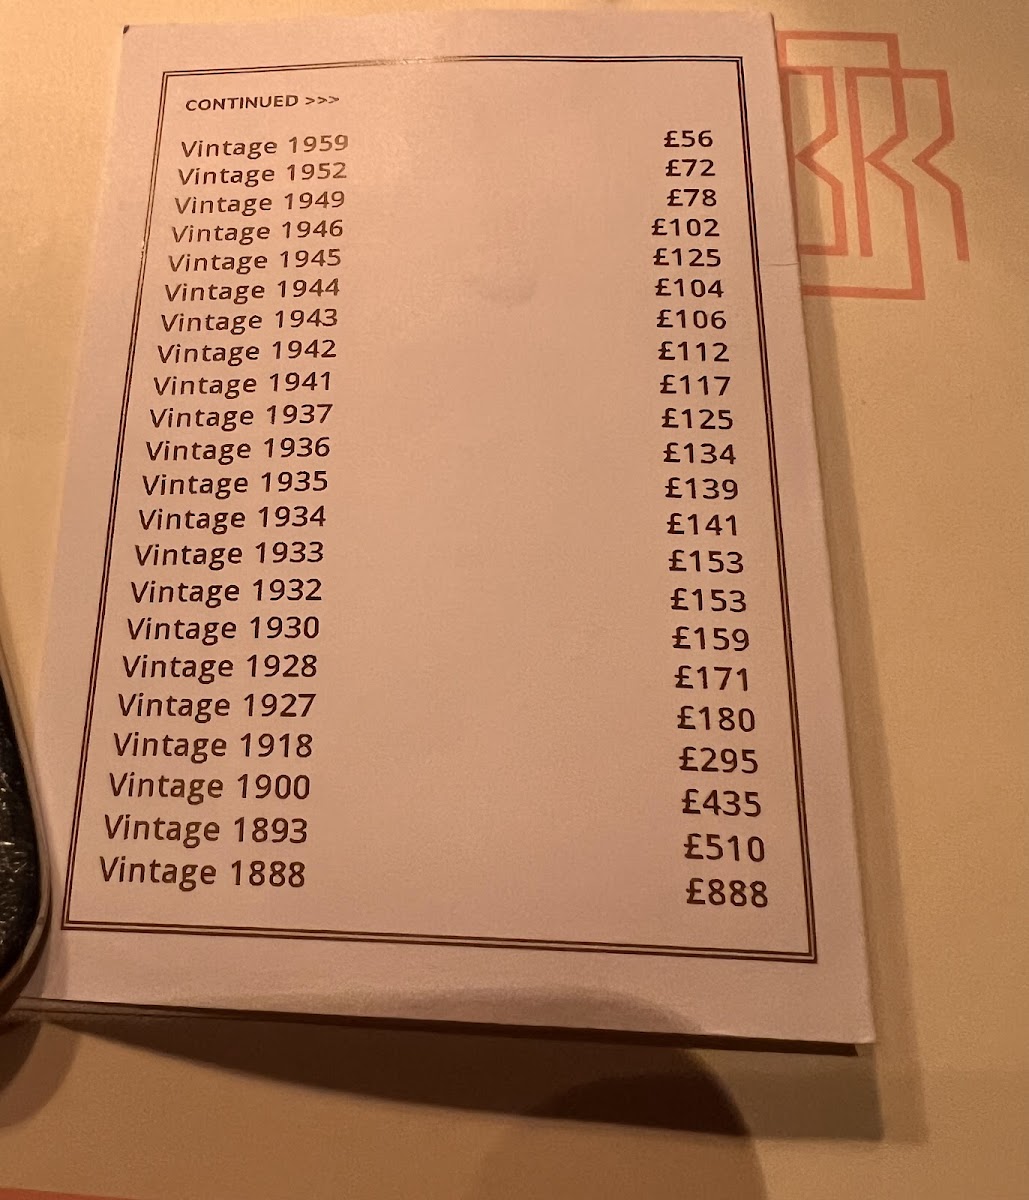 CONTINUED >>>
Vintage 1959 £56
Vintage 1952 £72
Vintage 1949 £78
Vintage 1946 £102
Vintage 1945 £125
Vintage 1944 £104
Vintage 1943 £106
Vintage 1942 £112
Vintage 1941 £117
Vintage 1937 £125
Vintage 1936 £134
Vintage 1935 £139
Vintage 1934 £141
Vintage 1933 £153
Vintage 1932 £153
Vintage 1930 £159
Vintage 1928 £171
Vintage 1927 £180
Vintage 1918 £295
Vintage 1900 £435
Vintage 1893 £510
Vintage 1888 £888